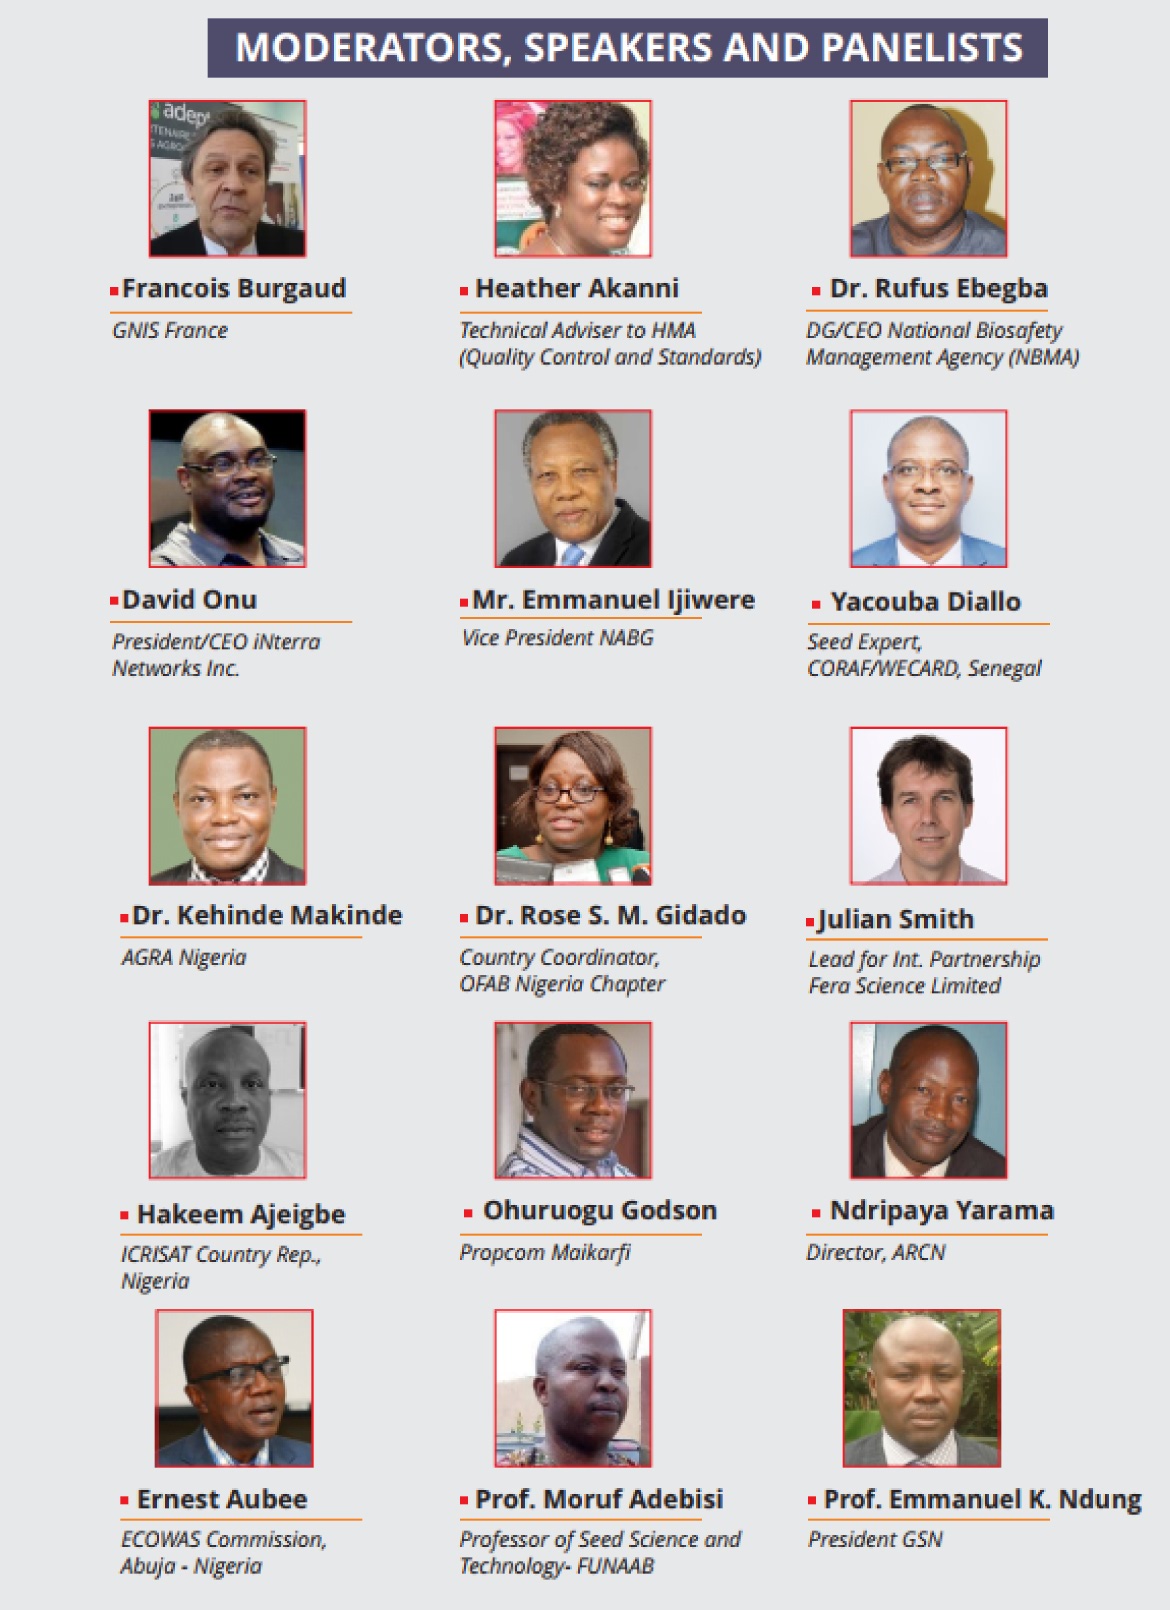 MODERATORS, SPEAKERS AND PANELISTS
adep
Francois Burgaud
GNIS France
Heather Akanni
Technical Adviser to HMA
(Quality Control and Standards)
Dr. Rufus Ebegba
DG/CEO National Biosafety
Management Agency (NBMA)
David Onu
President/CEO iNterra
Networks Inc.
Mr. Emmanuel Ijiwere
Vice President NABG
Yacouba Diallo
Seed Expert,
CORAF/WECARD, Senegal
Dr. Kehinde Makinde
AGRA Nigeria
Dr. Rose S. M. Gidado
Country Coordinator,
OFAB Nigeria Chapter
Julian Smith
Lead for Int. Partnership
Fera Science Limited
Hakeem Ajeigbe
ICRISAT Country Rep.,
Nigeria
Ohuruogu Godson
Propcom Maikarfi
Ndripaya Yarama
Director, ARCN
Ernest Aubee
ECOWAS Commission,
Abuja - Nigeria
Prof. Moruf Adebisi
Professor of Seed Science and
Technology- FUNAAB
Prof. Emmanuel K. Ndung
President GSN